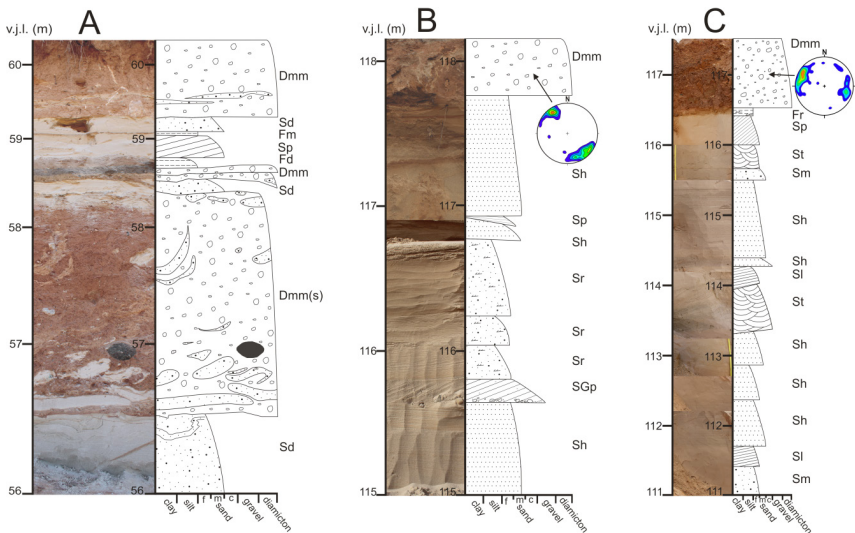 A
v.j.l. (m)
60
60
Dmm
Sd
59
59
Fm
Sp
Fd
Dmm
Sd
58
58
Dmm(s)
57
57
Sd
56
56
clay
silt
f
m
c
sand
gravel
diamicton
B
v.j.l. (m)
118
118
Dmm
N
Sh
117
117
Sp
Sh
Sr
Sr
116
116
Sr
SGp
Sh
115
115
clay
silt
f
m
c
sand
gravel
diamicton
C
v.j.l. (m)
Dmm
N
117
117
Fr
Sp
116
116
St
Sm
115
115
Sh
Sh
114
114
Sl
St
113
113
Sh
Sh
112
112
Sh
Sl
Sm
111
111
clay
silt
f
m
c
sand
gravel
diamicton